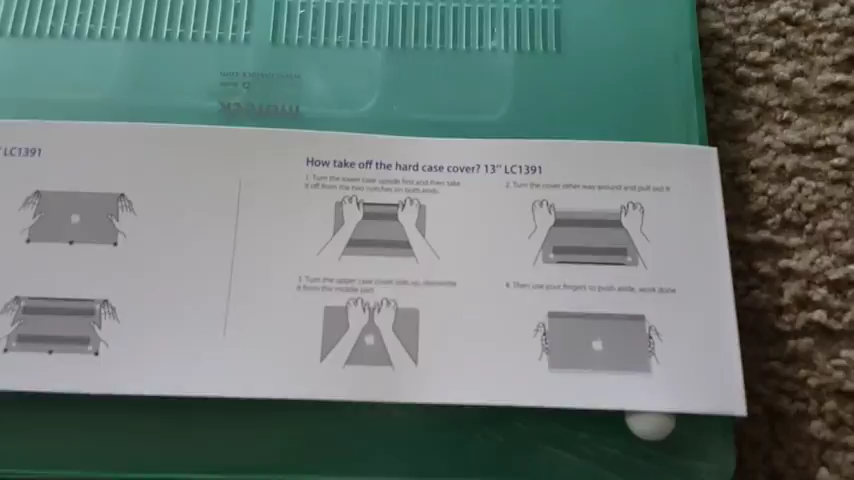 " LC1391
How take off the hard case cover? 13" LC1391
1. Turn the lower case upside first and then take
it off from the two notches on both ends.
2. Turn the cover other way around and pull out it
3. Turn the upper case cover side up, dismantle
it from the middle part
4. Then use your fingers to push aside, work done
inateck